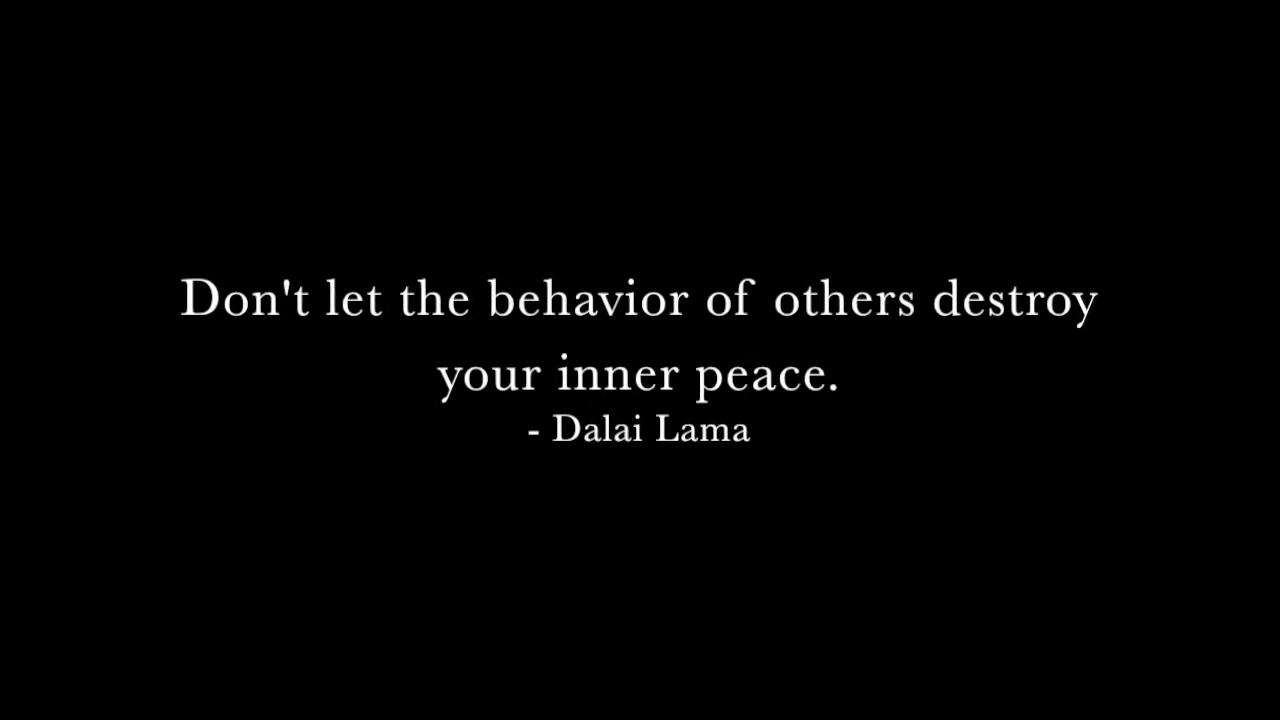 Don't let the behavior of others destroy
your inner peace.
- Dalai Lama